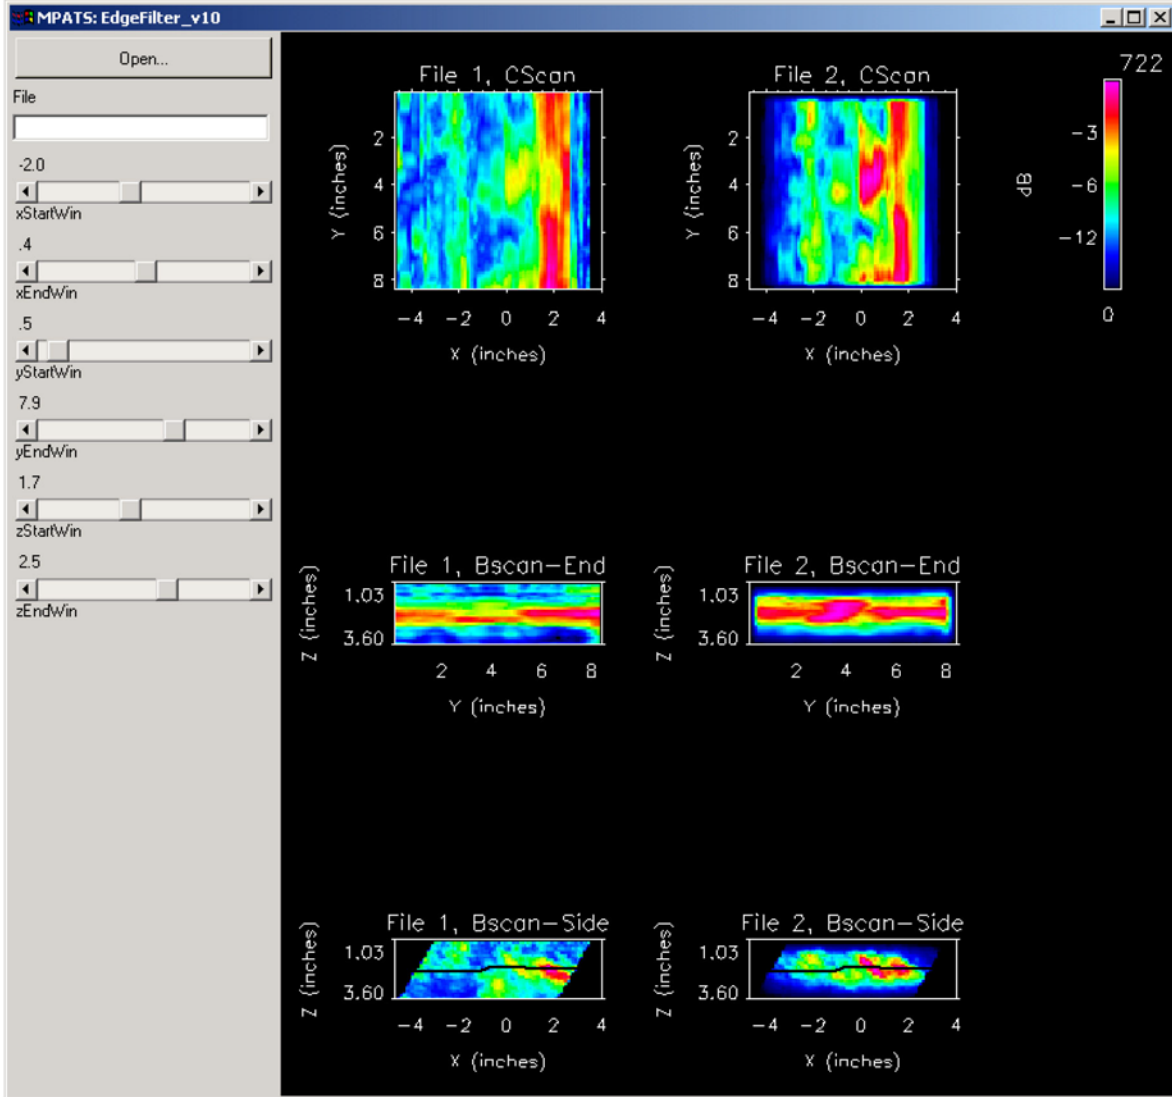 MPATS: EdgeFilter_v10
Open...
File
-2.0
xStartWin
.4
xEndWin
.5
yStartWin
7.9
yEndWin
1.7
zStartWin
2.5
zEndWin
File 1, CScan
Y (inches)
2
4
6
8
-4 -2 0 2 4
X (inches)
File 2, CScan
Y (inches)
2
4
6
8
-4 -2 0 2 4
X (inches)
722
dB
-3
-6
-12
0
File 1, Bscan-End
Z (inches)
1.03
3.60
2 4 6 8
Y (inches)
File 2, Bscan-End
Z (inches)
1.03
3.60
2 4 6 8
Y (inches)
File 1, Bscan-Side
Z (inches)
1.03
3.60
-4 -2 0 2 4
X (inches)
File 2, Bscan-Side
Z (inches)
1.03
3.60
-4 -2 0 2 4
X (inches)